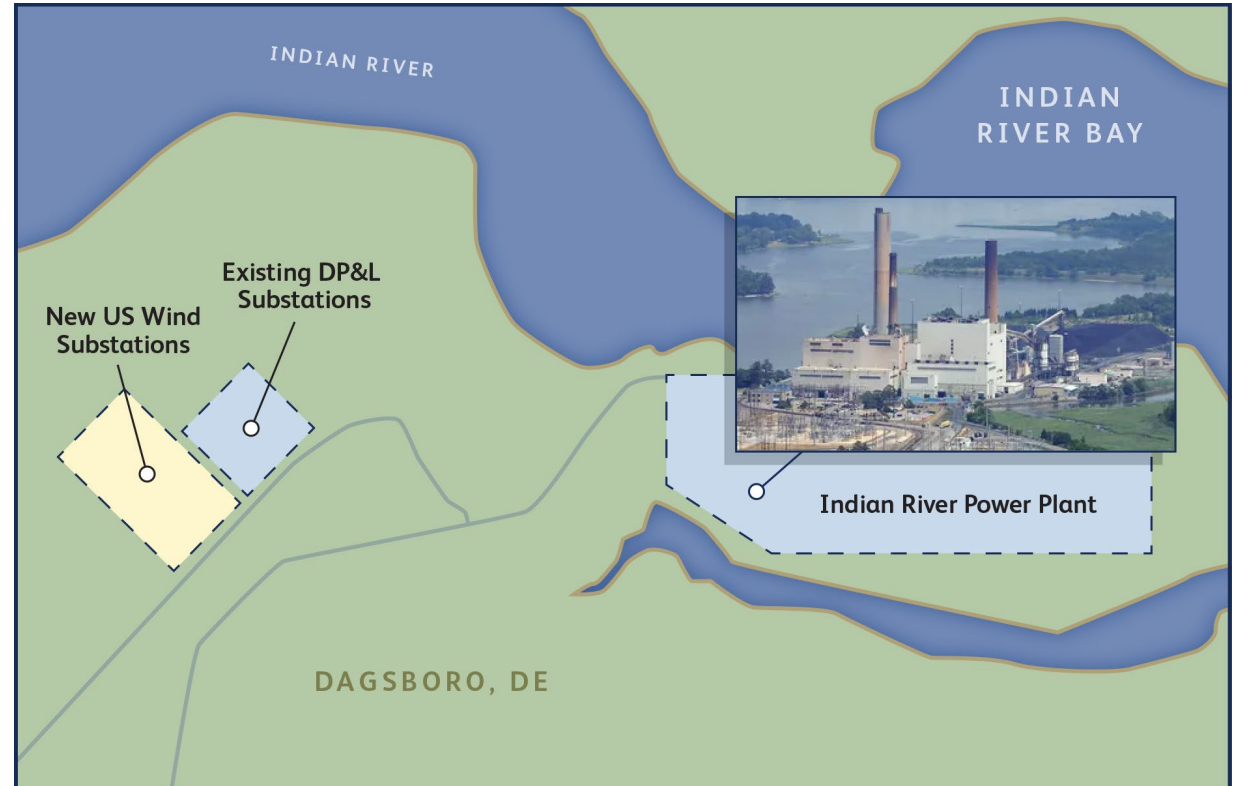 INDIAN RIVER
INDIAN
RIVER BAY
Existing DP&L
Substations
New US Wind
Substations
Indian River Power Plant
DAGSBORO, DE